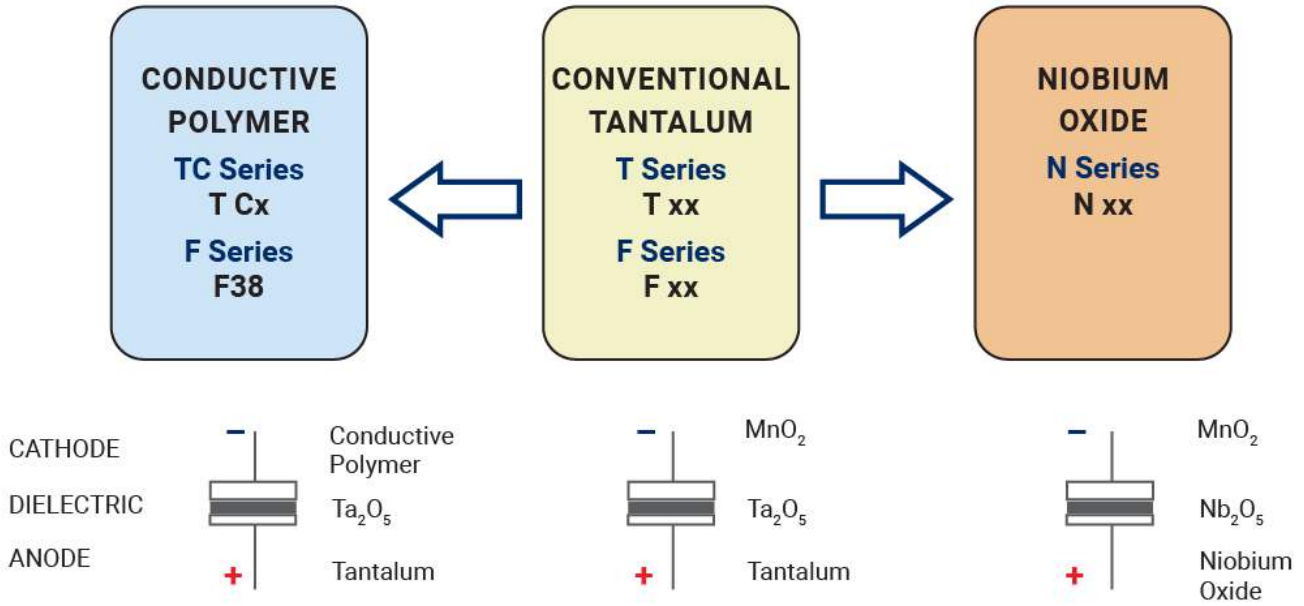 CONDUCTIVE
POLYMER
TC Series
T Cx
F Series
F38
CONVENTIONAL
TANTALUM
T Series
T xx
F Series
F xx
NIOBIUM
OXIDE
N Series
N xx
CATHODE
DIELECTRIC
ANODE
−
Conductive
Polymer
Ta₂O₅
+
Tantalum
−
MnO₂
Ta₂O₅
+
Tantalum
−
MnO₂
Nb₂O₅
+
Niobium
Oxide